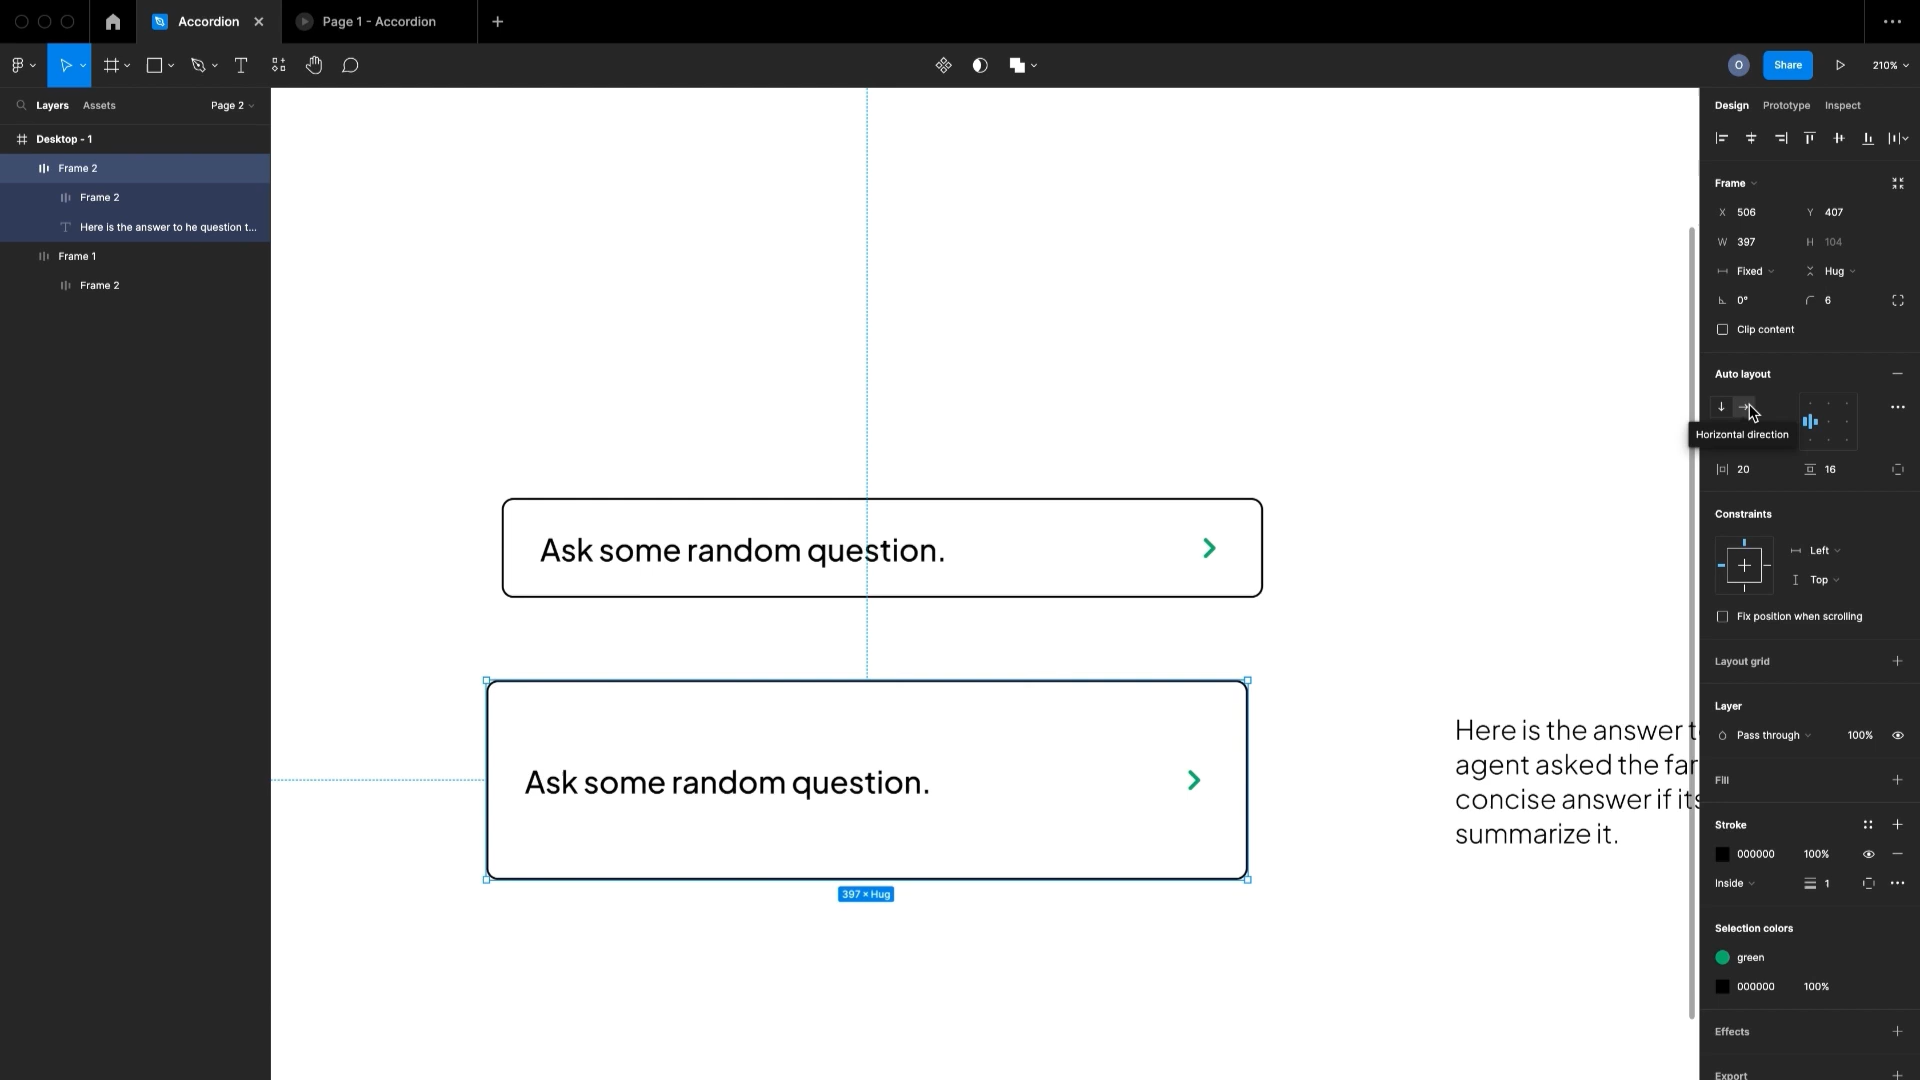 Accordion
Page 1 - Accordion
Share
210%
O
Layers
Assets
Page 2
Desktop - 1
Frame 2
Frame 2
Here is the answer to he question t...
Frame 1
Frame 2
Ask some random question.
Ask some random question.
397 × Hug
Here is the answer t
agent asked the far
concise answer if its
summarize it.
Design
Prototype
Inspect
Frame
X 506 Y 407
W 397 H 104
Fixed Hug
0° 6
Clip content
Auto layout
Horizontal direction
20 16
Constraints
Left
Top
Fix position when scrolling
Layout grid
Layer
Pass through 100%
Fill
Stroke
000000 100%
Inside 1
Selection colors
green
000000 100%
Effects
Export